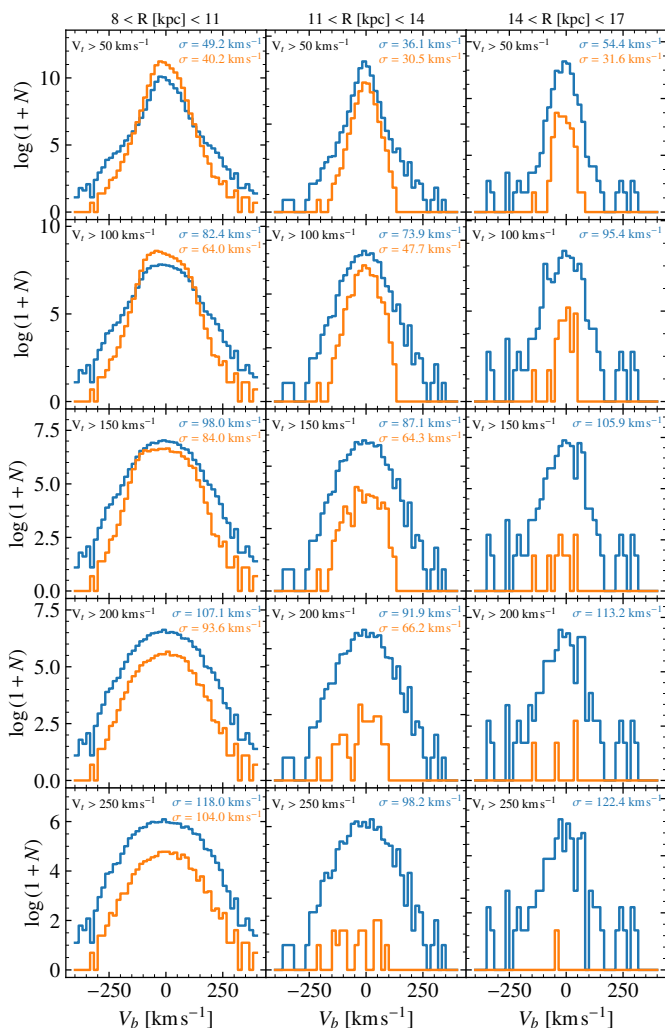 8 < R [kpc] < 11 11 < R [kpc] < 14 14 < R [kpc] < 17
V_t > 50 km s⁻¹ σ = 49.2 km s⁻¹ V_t > 50 km s⁻¹ σ = 36.1 km s⁻¹ V_t > 50 km s⁻¹ σ = 54.4 km s⁻¹
σ = 40.2 km s⁻¹ σ = 30.5 km s⁻¹ σ = 31.6 km s⁻¹
10
5
0
log (1 + N)
V_t > 100 km s⁻¹ σ = 82.4 km s⁻¹ V_t > 100 km s⁻¹ σ = 73.9 km s⁻¹ V_t > 100 km s⁻¹ σ = 95.4 km s⁻¹
σ = 64.0 km s⁻¹ σ = 47.7 km s⁻¹
10
5
0
log (1 + N)
V_t > 150 km s⁻¹ σ = 98.0 km s⁻¹ V_t > 150 km s⁻¹ σ = 87.1 km s⁻¹ V_t > 150 km s⁻¹ σ = 105.9 km s⁻¹
σ = 84.0 km s⁻¹ σ = 64.3 km s⁻¹
7.5
5.0
2.5
0.0
log (1 + N)
V_t > 200 km s⁻¹ σ = 107.1 km s⁻¹ V_t > 200 km s⁻¹ σ = 91.9 km s⁻¹ V_t > 200 km s⁻¹ σ = 113.2 km s⁻¹
σ = 93.6 km s⁻¹ σ = 66.2 km s⁻¹
7.5
5.0
2.5
0.0
log (1 + N)
V_t > 250 km s⁻¹ σ = 118.0 km s⁻¹ V_t > 250 km s⁻¹ σ = 98.2 km s⁻¹ V_t > 250 km s⁻¹ σ = 122.4 km s⁻¹
σ = 104.0 km s⁻¹
6
4
2
0
log (1 + N)
−250 0 250 −250 0 250 −250 0 250
V_b [km s⁻¹] V_b [km s⁻¹] V_b [km s⁻¹]